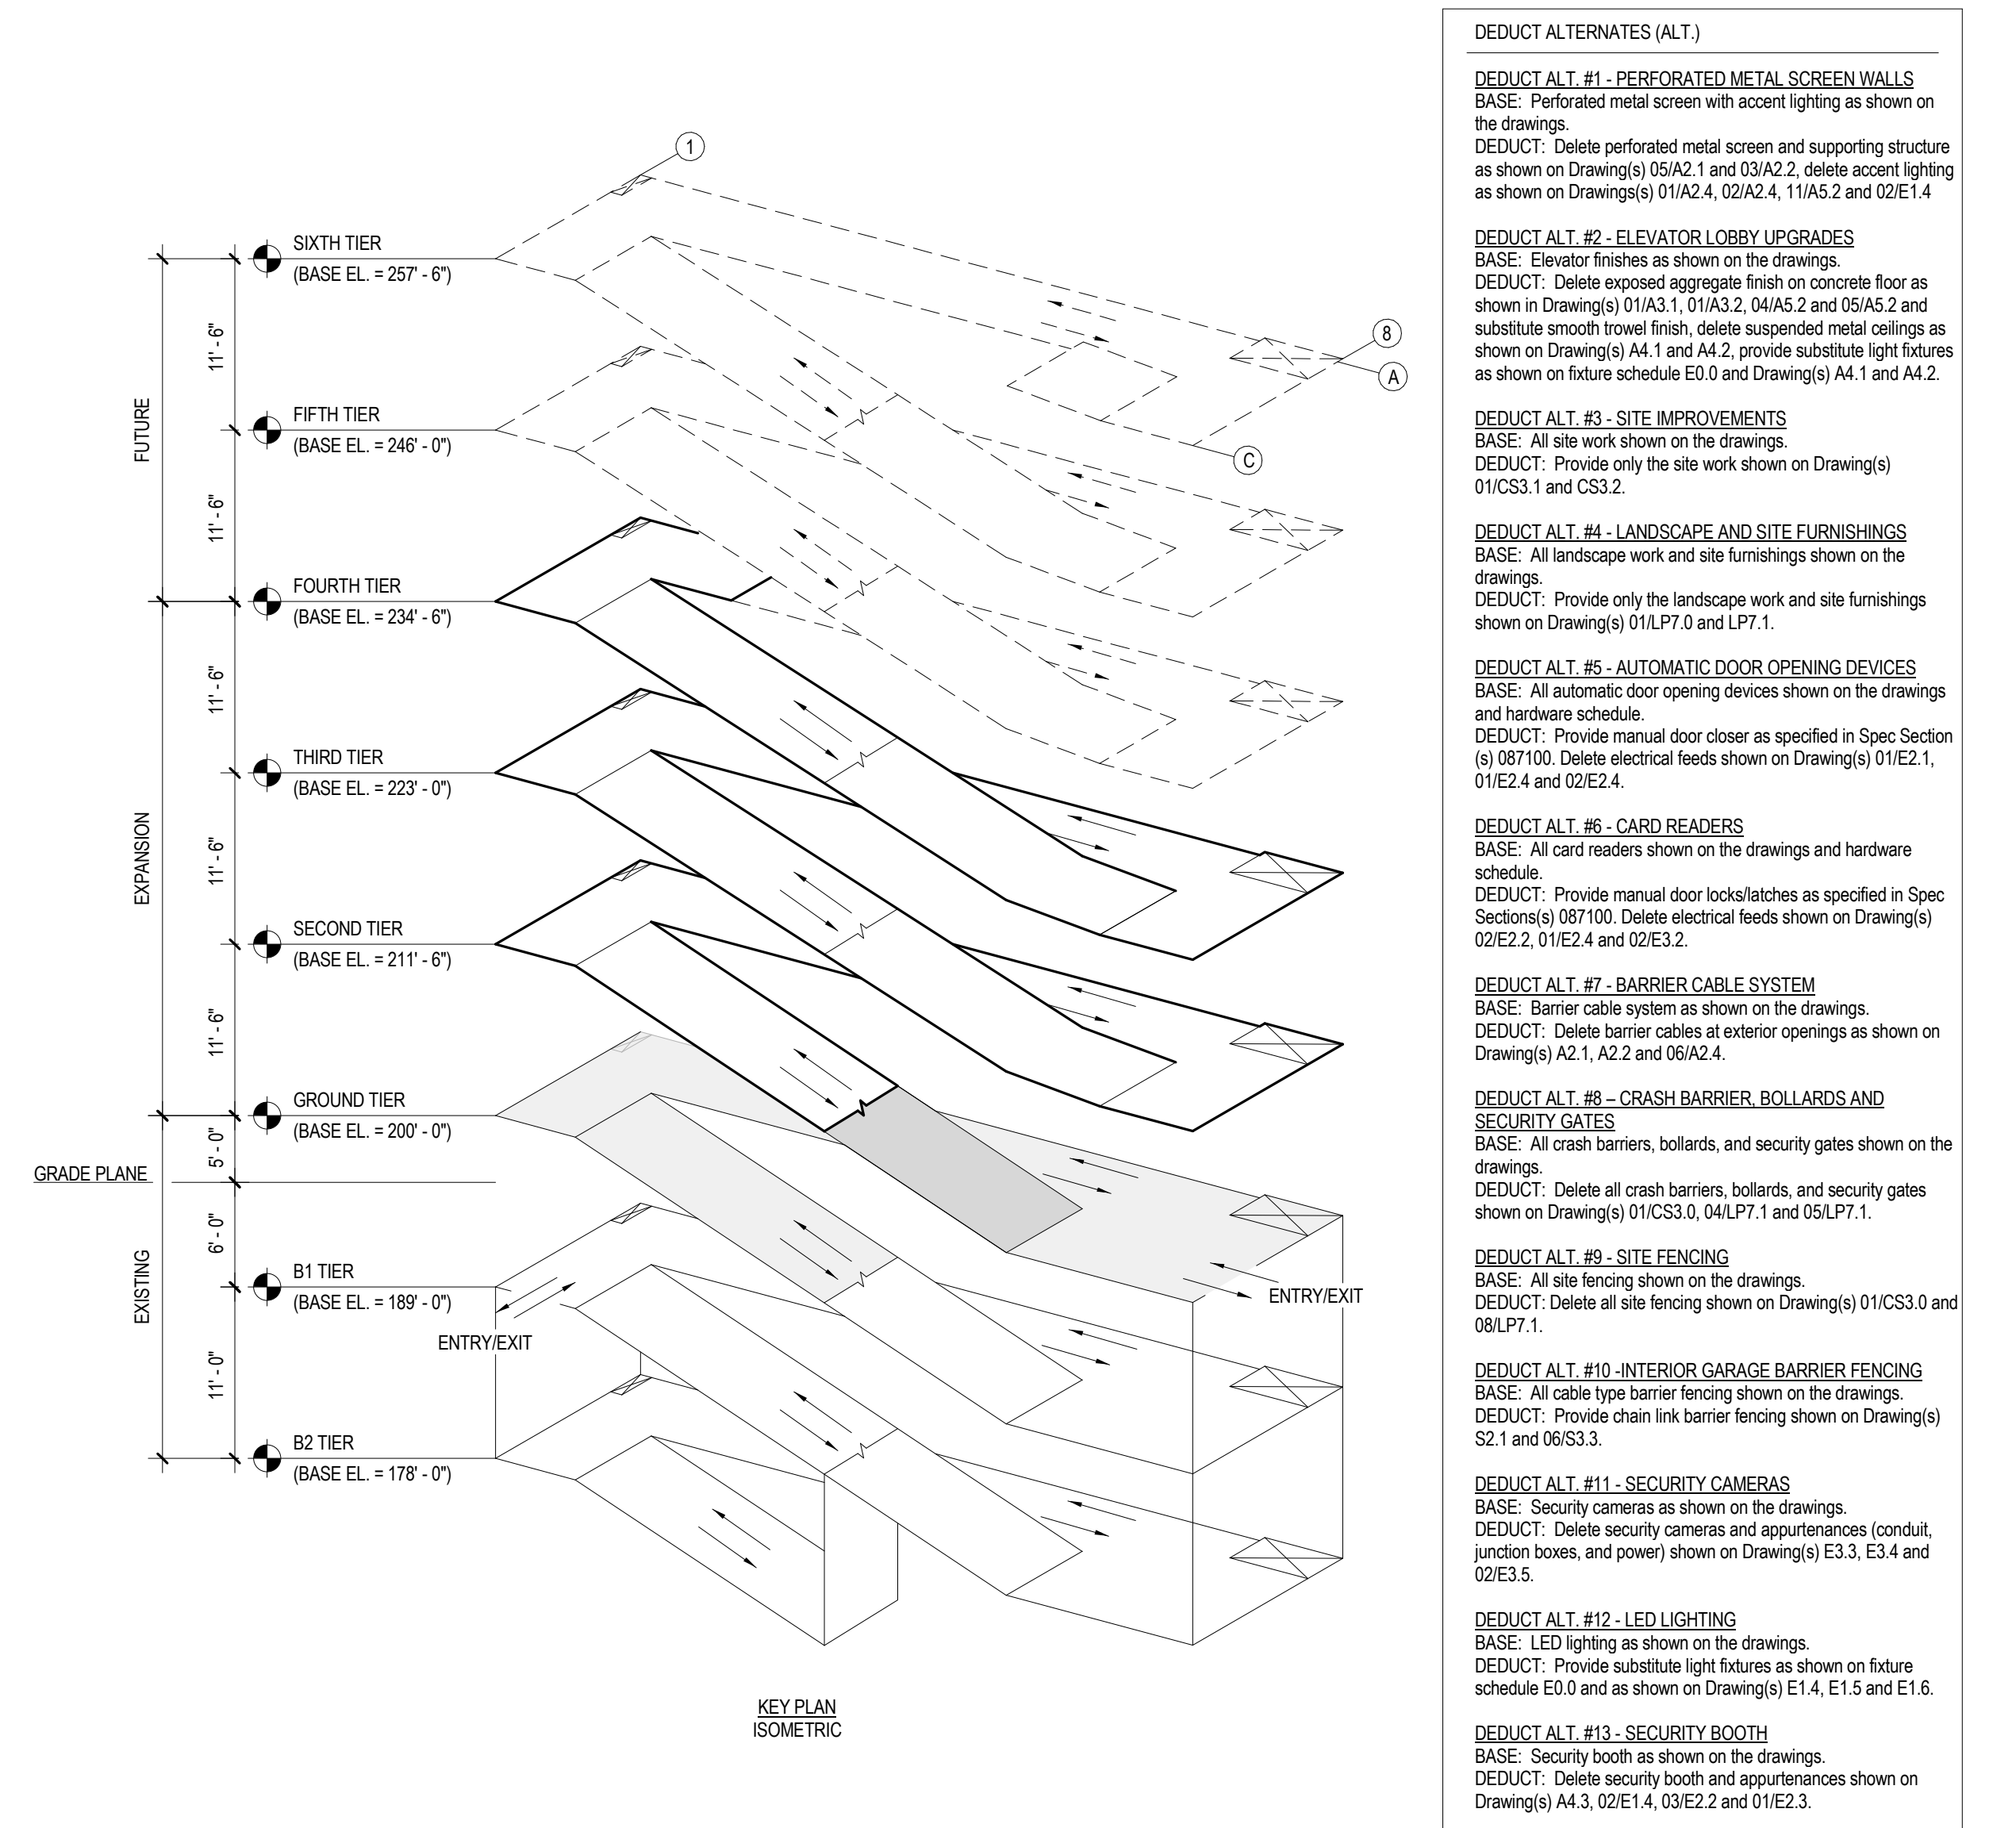 1
8
A
C
SIXTH TIER
(BASE EL. = 257' - 6")
11' - 6"
FIFTH TIER
(BASE EL. = 246' - 0")
FUTURE
11' - 6"
FOURTH TIER
(BASE EL. = 234' - 6")
11' - 6"
THIRD TIER
(BASE EL. = 223' - 0")
EXPANSION
11' - 6"
SECOND TIER
(BASE EL. = 211' - 6")
11' - 6"
GROUND TIER
(BASE EL. = 200' - 0")
5' - 0"
GRADE PLANE
6' - 0"
B1 TIER
(BASE EL. = 189' - 0")
EXISTING
ENTRY/EXIT
ENTRY/EXIT
11' - 0"
B2 TIER
(BASE EL. = 178' - 0")
KEY PLAN
ISOMETRIC
DEDUCT ALTERNATES (ALT.)
DEDUCT ALT. #1 - PERFORATED METAL SCREEN WALLS
BASE: Perforated metal screen with accent lighting as shown on
the drawings.
DEDUCT: Delete perforated metal screen and supporting structure
as shown on Drawing(s) 05/A2.1 and 03/A2.2, delete accent lighting
as shown on Drawings(s) 01/A2.4, 02/A2.4, 11/A5.2 and 02/E1.4
DEDUCT ALT. #2 - ELEVATOR LOBBY UPGRADES
BASE: Elevator finishes as shown on the drawings.
DEDUCT: Delete exposed aggregate finish on concrete floor as
shown in Drawing(s) 01/A3.1, 01/A3.2, 04/A5.2 and 05/A5.2 and
substitute smooth trowel finish, delete suspended metal ceilings as
shown on Drawing(s) A4.1 and A4.2, provide substitute light fixtures
as shown on fixture schedule E0.0 and Drawing(s) A4.1 and A4.2.
DEDUCT ALT. #3 - SITE IMPROVEMENTS
BASE: All site work shown on the drawings.
DEDUCT: Provide only the site work shown on Drawing(s)
01/CS3.1 and CS3.2.
DEDUCT ALT. #4 - LANDSCAPE AND SITE FURNISHINGS
BASE: All landscape work and site furnishings shown on the
drawings.
DEDUCT: Provide only the landscape work and site furnishings
shown on Drawing(s) 01/LP7.0 and LP7.1.
DEDUCT ALT. #5 - AUTOMATIC DOOR OPENING DEVICES
BASE: All automatic door opening devices shown on the drawings
and hardware schedule.
DEDUCT: Provide manual door closer as specified in Spec Section
(s) 087100. Delete electrical feeds shown on Drawing(s) 01/E2.1,
01/E2.4 and 02/E2.4.
DEDUCT ALT. #6 - CARD READERS
BASE: All card readers shown on the drawings and hardware
schedule.
DEDUCT: Provide manual door locks/latches as specified in Spec
Sections(s) 087100. Delete electrical feeds shown on Drawing(s)
02/E2.2, 01/E2.4 and 02/E3.2.
DEDUCT ALT. #7 - BARRIER CABLE SYSTEM
BASE: Barrier cable system as shown on the drawings.
DEDUCT: Delete barrier cables at exterior openings as shown on
Drawing(s) A2.1, A2.2 and 06/A2.4.
DEDUCT ALT. #8 – CRASH BARRIER, BOLLARDS AND
SECURITY GATES
BASE: All crash barriers, bollards, and security gates shown on the
drawings.
DEDUCT: Delete all crash barriers, bollards, and security gates
shown on Drawing(s) 01/CS3.0, 04/LP7.1 and 05/LP7.1.
DEDUCT ALT. #9 - SITE FENCING
BASE: All site fencing shown on the drawings.
DEDUCT: Delete all site fencing shown on Drawing(s) 01/CS3.0 and
08/LP7.1.
DEDUCT ALT. #10 -INTERIOR GARAGE BARRIER FENCING
BASE: All cable type barrier fencing shown on the drawings.
DEDUCT: Provide chain link barrier fencing shown on Drawing(s)
S2.1 and 06/S3.3.
DEDUCT ALT. #11 - SECURITY CAMERAS
BASE: Security cameras as shown on the drawings.
DEDUCT: Delete security cameras and appurtenances (conduit,
junction boxes, and power) shown on Drawing(s) E3.3, E3.4 and
02/E3.5.
DEDUCT ALT. #12 - LED LIGHTING
BASE: LED lighting as shown on the drawings.
DEDUCT: Provide substitute light fixtures as shown on fixture
schedule E0.0 and as shown on Drawing(s) E1.4, E1.5 and E1.6.
DEDUCT ALT. #13 - SECURITY BOOTH
BASE: Security booth as shown on the drawings.
DEDUCT: Delete security booth and appurtenances shown on
Drawing(s) A4.3, 02/E1.4, 03/E2.2 and 01/E2.3.